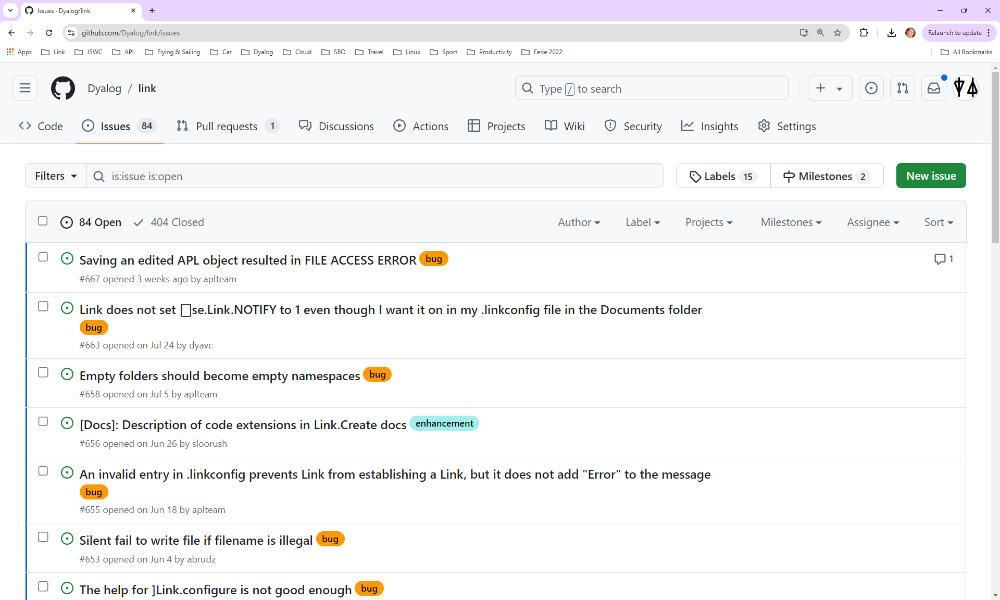 Issues · Dyalog/link
github.com/Dyalog/link/issues
Relaunch to update
Apps Link JSWC APL Flying & Sailing Car Dyalog Cloud SBO Travel Linux Sport Productivity Ferie 2022 All Bookmarks
Dyalog / link
Type / to search
Code Issues 84 Pull requests 1 Discussions Actions Projects Wiki Security Insights Settings
Filters is:issue is:open Labels 15 Milestones 2 New issue
84 Open 404 Closed Author Label Projects Milestones Assignee Sort
Saving an edited APL object resulted in FILE ACCESS ERROR bug 1
#667 opened 3 weeks ago by aplteam
Link does not set ⎕se.Link.NOTIFY to 1 even though I want it on in my .linkconfig file in the Documents folder
bug
#663 opened on Jul 24 by dyavc
Empty folders should become empty namespaces bug
#658 opened on Jul 5 by aplteam
[Docs]: Description of code extensions in Link.Create docs enhancement
#656 opened on Jun 26 by sloorush
An invalid entry in .linkconfig prevents Link from establishing a Link, but it does not add "Error" to the message
bug
#655 opened on Jun 18 by aplteam
Silent fail to write file if filename is illegal bug
#653 opened on Jun 4 by abrudz
The help for ]Link.configure is not good enough bug